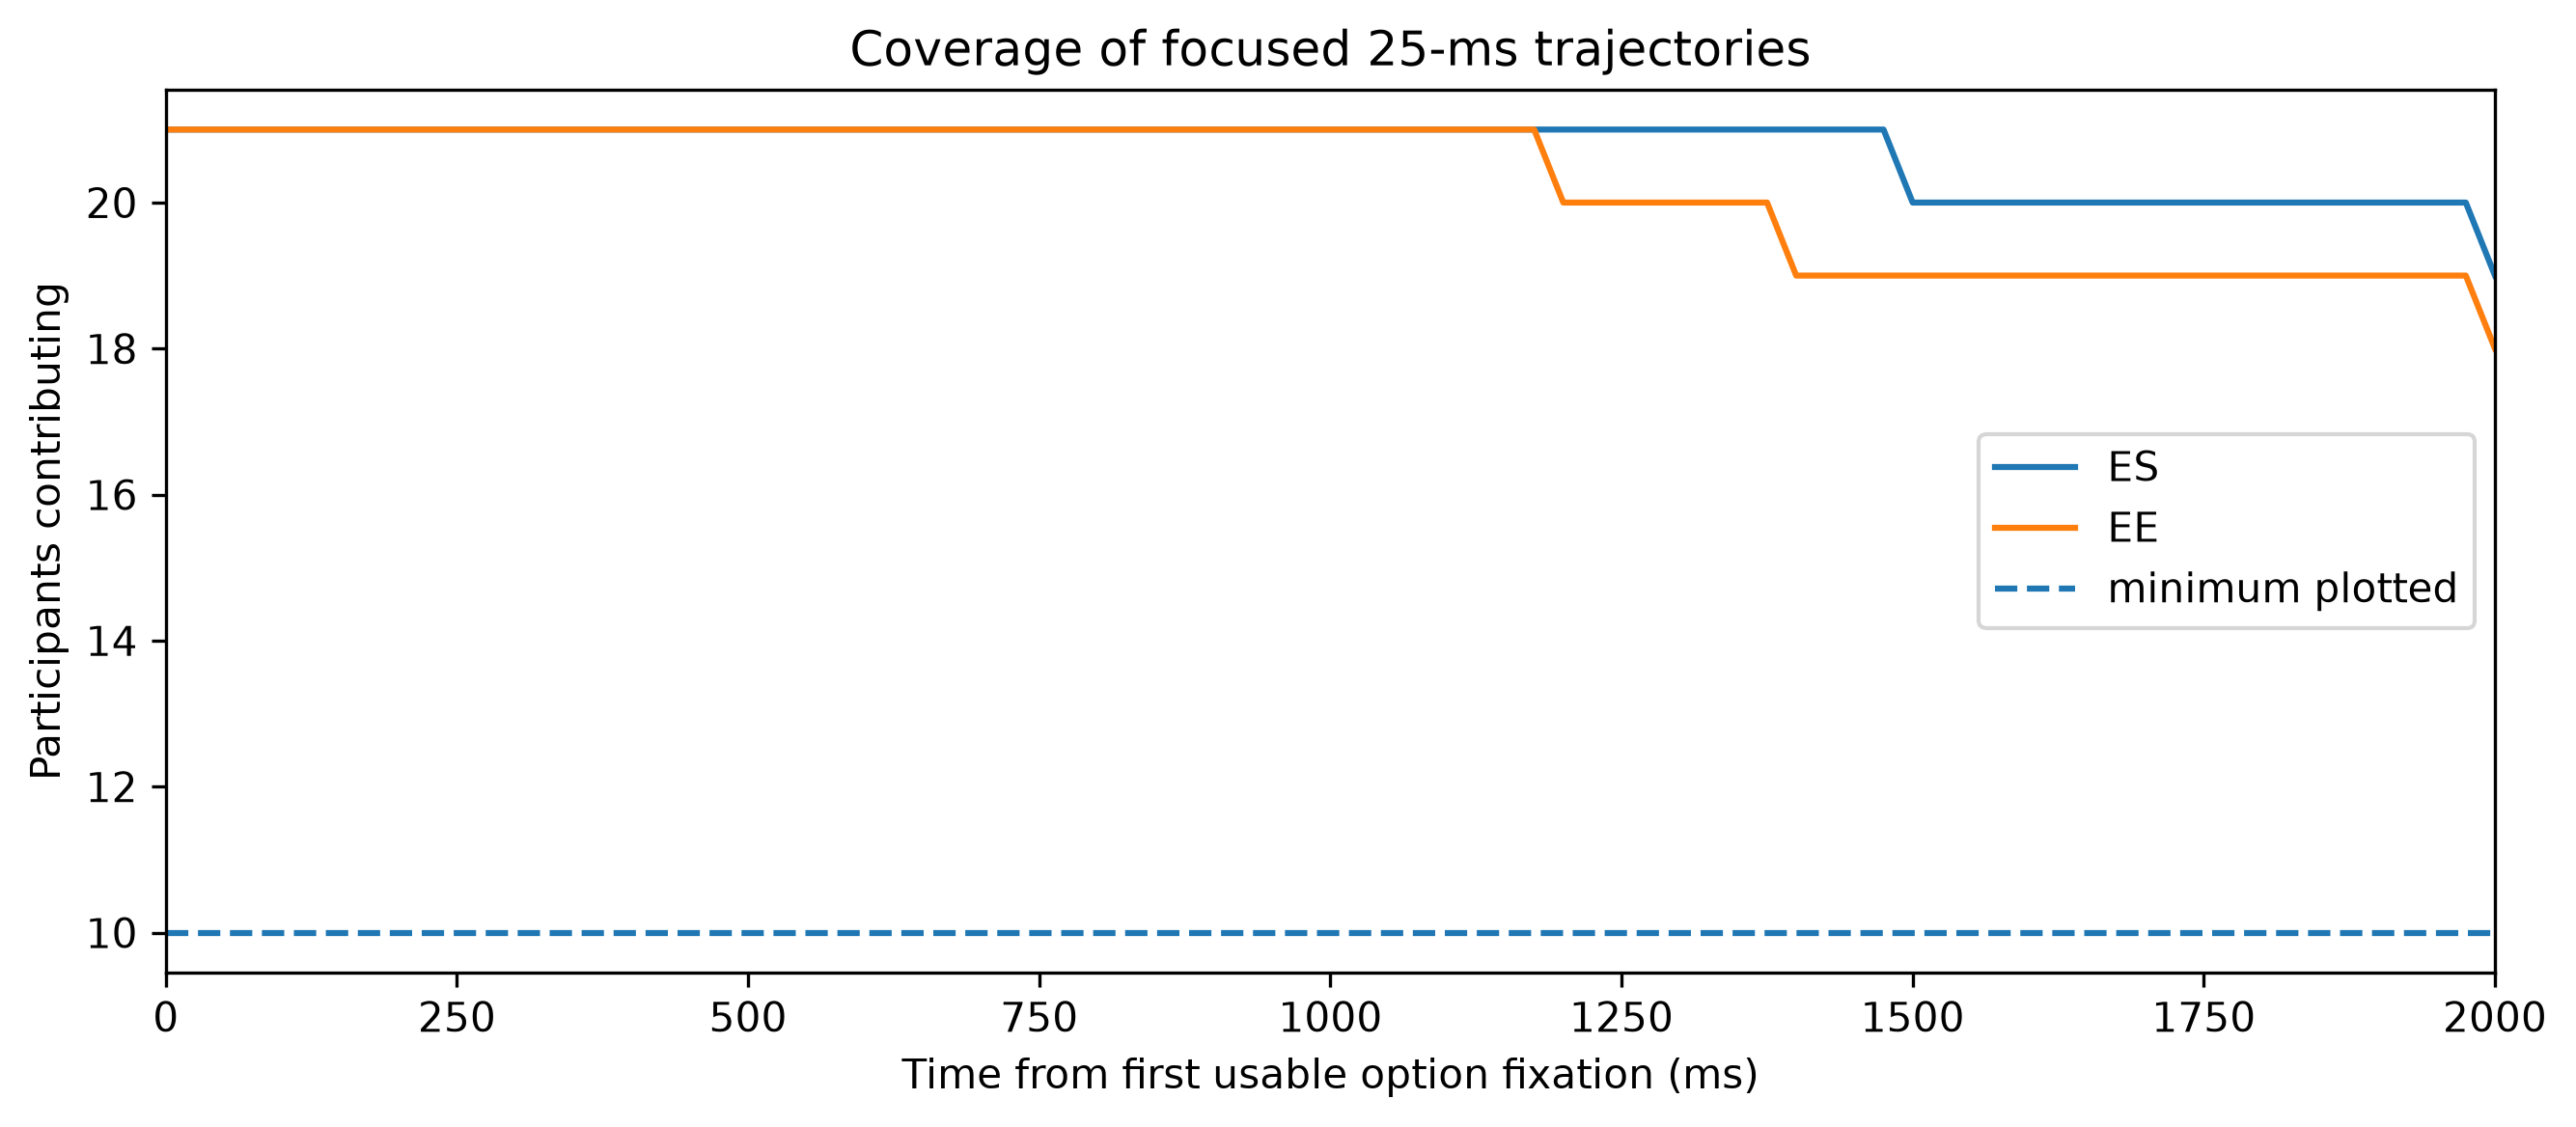 Coverage of focused 25-ms trajectories
Participants contributing
20
18
16
14
12
10
ES
EE
minimum plotted
0 250 500 750 1000 1250 1500 1750 2000
Time from first usable option fixation (ms)